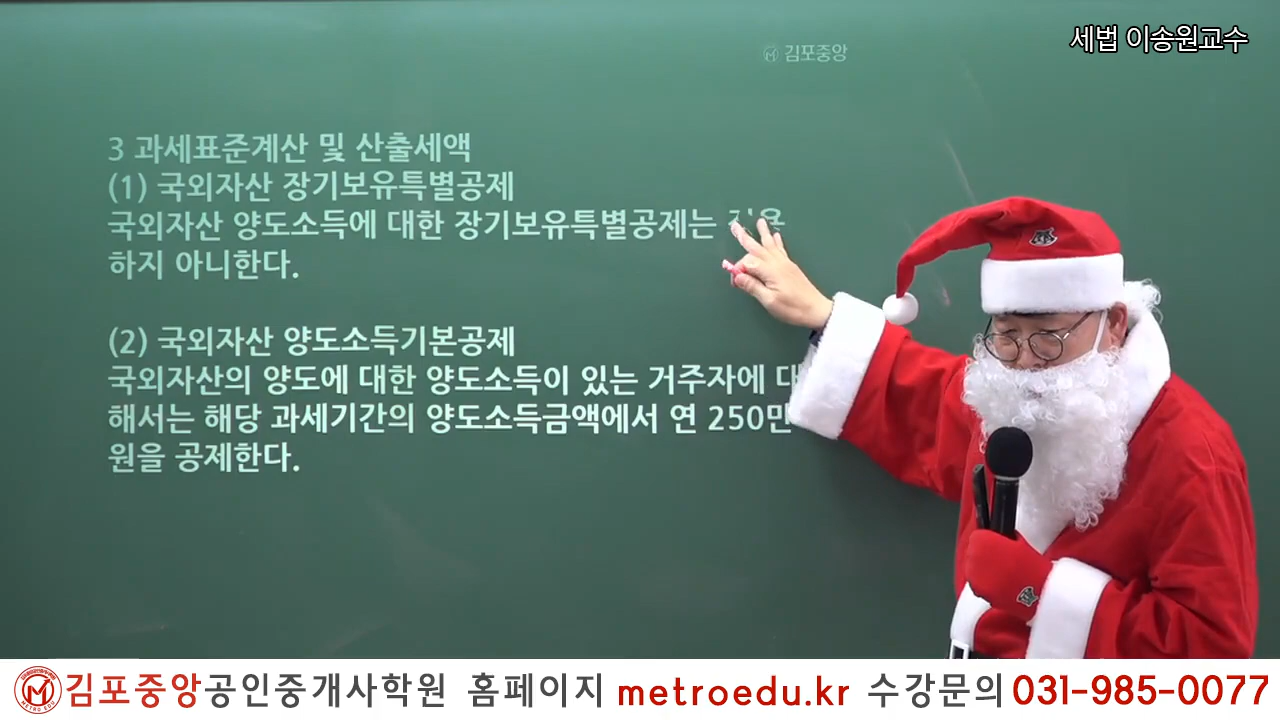 세법 이송원교수
김포중앙
3 과세표준계산 및 산출세액
(1) 국외자산 장기보유특별공제
국외자산 양도소득에 대한 장기보유특별공제는
하지 아니한다.
(2) 국외자산 양도소득기본공제
국외자산의 양도에 대한 양도소득이 있는 거주자에 대
해서는 해당 과세기간의 양도소득금액에서 연 250만
원을 공제한다.
김포중앙공인중개사학원 홈페이지 metroedu.kr 수강문의 031-985-0077